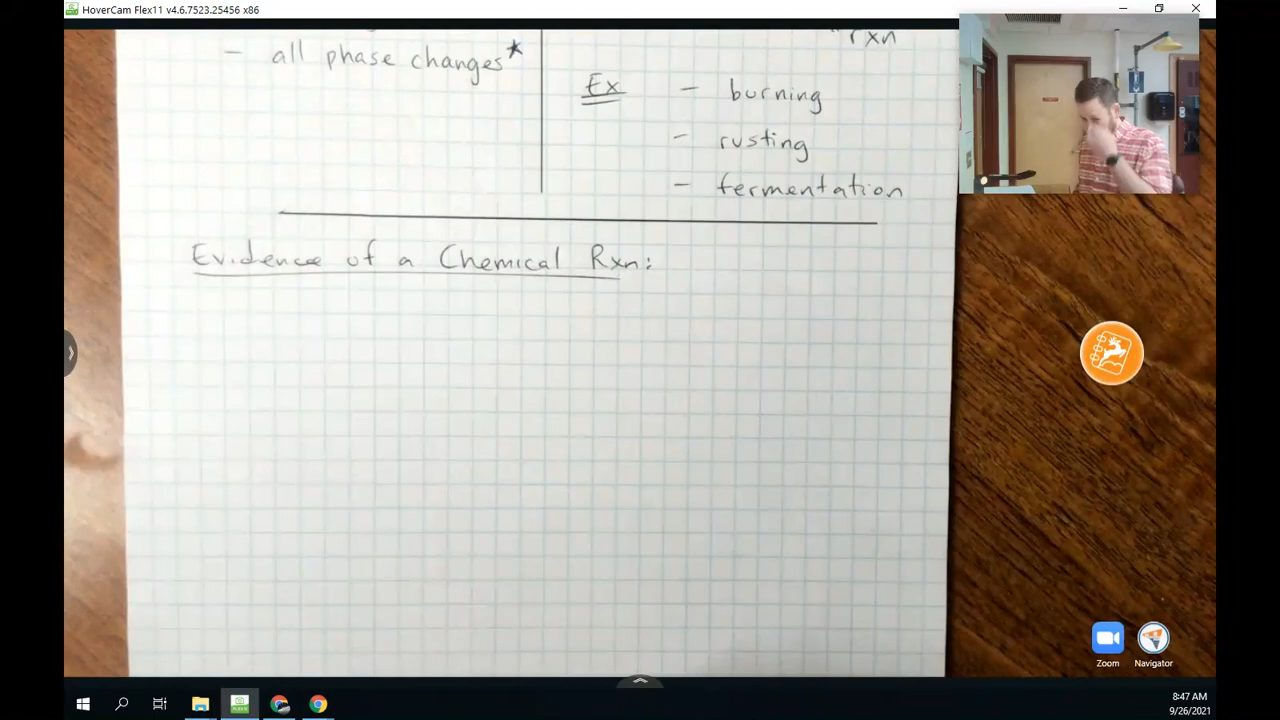 HoverCam Flex11 v4.6.7523.25456 x86
- all phase changes*
"rxn
Ex - burning
- rusting
- fermentation
Evidence of a Chemical Rxn:
Zoom
Navigator
8:47 AM
9/26/2021